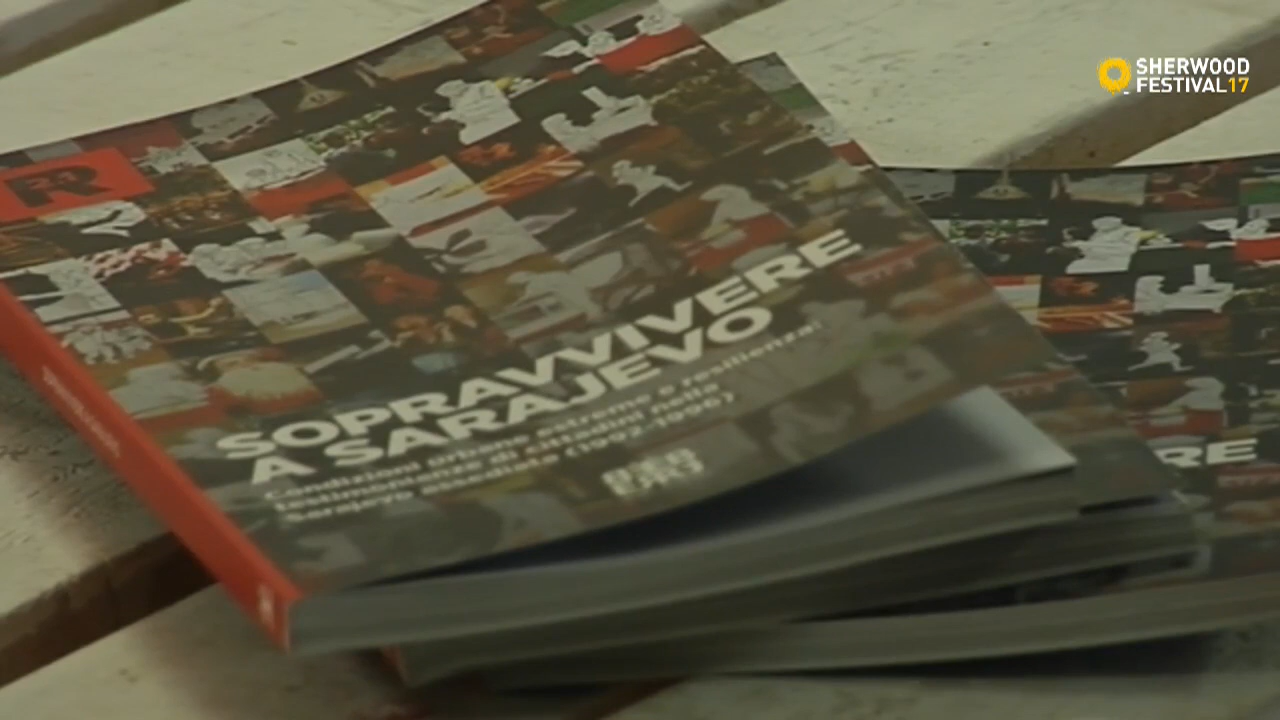 SHERWOOD
FESTIVAL17
R
SOPRAVVIVERE
A SARAJEVO
Condizioni urbane estreme e resilienza:
testimonianze di cittadini nella
Sarajevo assediata (1992-1996)
RE